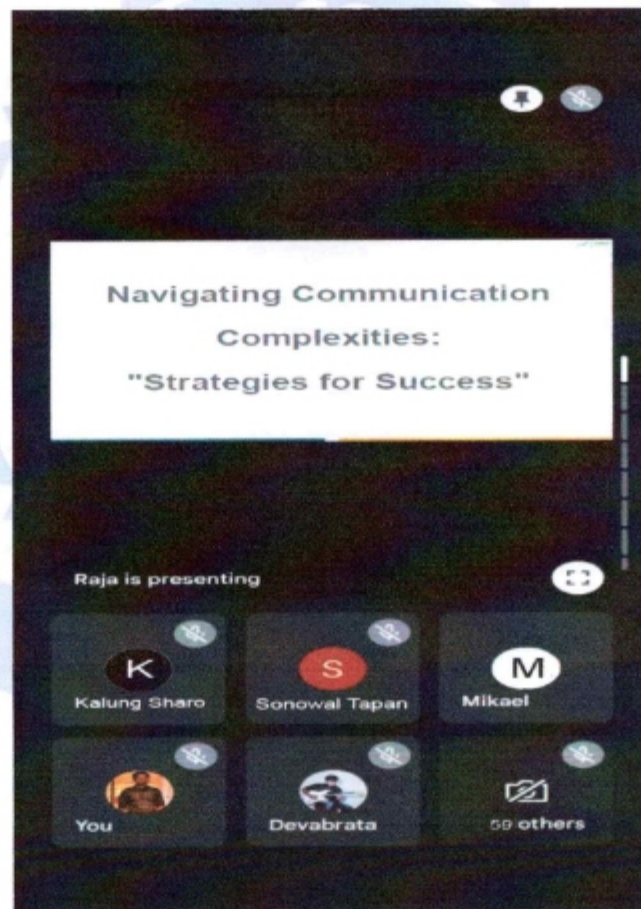 Navigating Communication
Complexities:
"Strategies for Success"
Raja is presenting
K
Kalung Sharo
S
Sonowal Tapan
M
Mikael
You
Devabrata
59 others